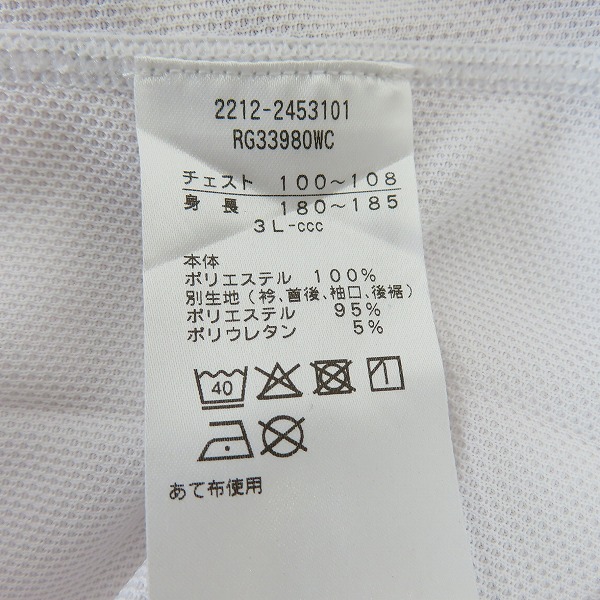 2212-2453101
RG33980WC
チェスト 100～108
身長 180～185
3L-ccc
本体
ポリエステル 100%
別生地(衿、首後、袖口、後裾)
ポリエステル 95%
ポリウレタン 5%
40
あて布使用